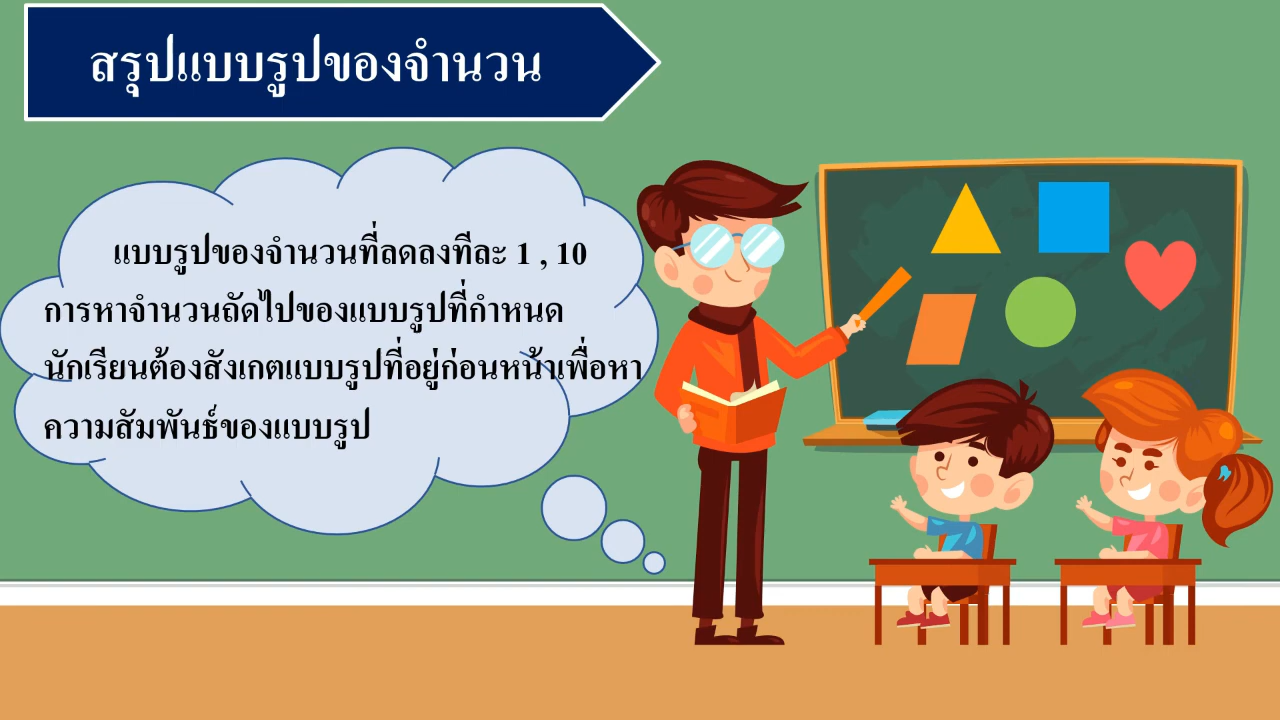 สรุปแบบรูปของจำนวน
แบบรูปของจำนวนที่ลดลงทีละ 1 , 10
การหาจำนวนถัดไปของแบบรูปที่กำหนด
นักเรียนต้องสังเกตแบบรูปที่อยู่ก่อนหน้าเพื่อหา
ความสัมพันธ์ของแบบรูป